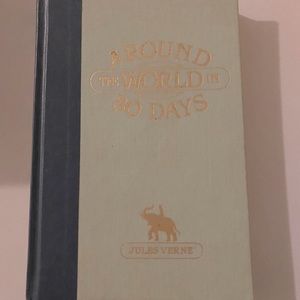 AROUND
THE WORLD IN
80 DAYS
JULES VERNE